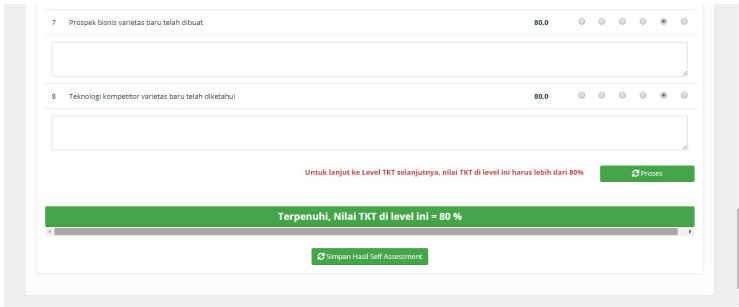 7 Prospek bisnis varietas baru telah dibuat 80,0
8 Teknologi kompetitor varietas baru telah diketahui 80,0
Untuk lanjut ke Level TKT selanjutnya, nilai TKT di level ini harus lebih dari 80% Proses
Terpenuhi, Nilai TKT di level ini = 80 %
Simpan Hasil Self Assessment